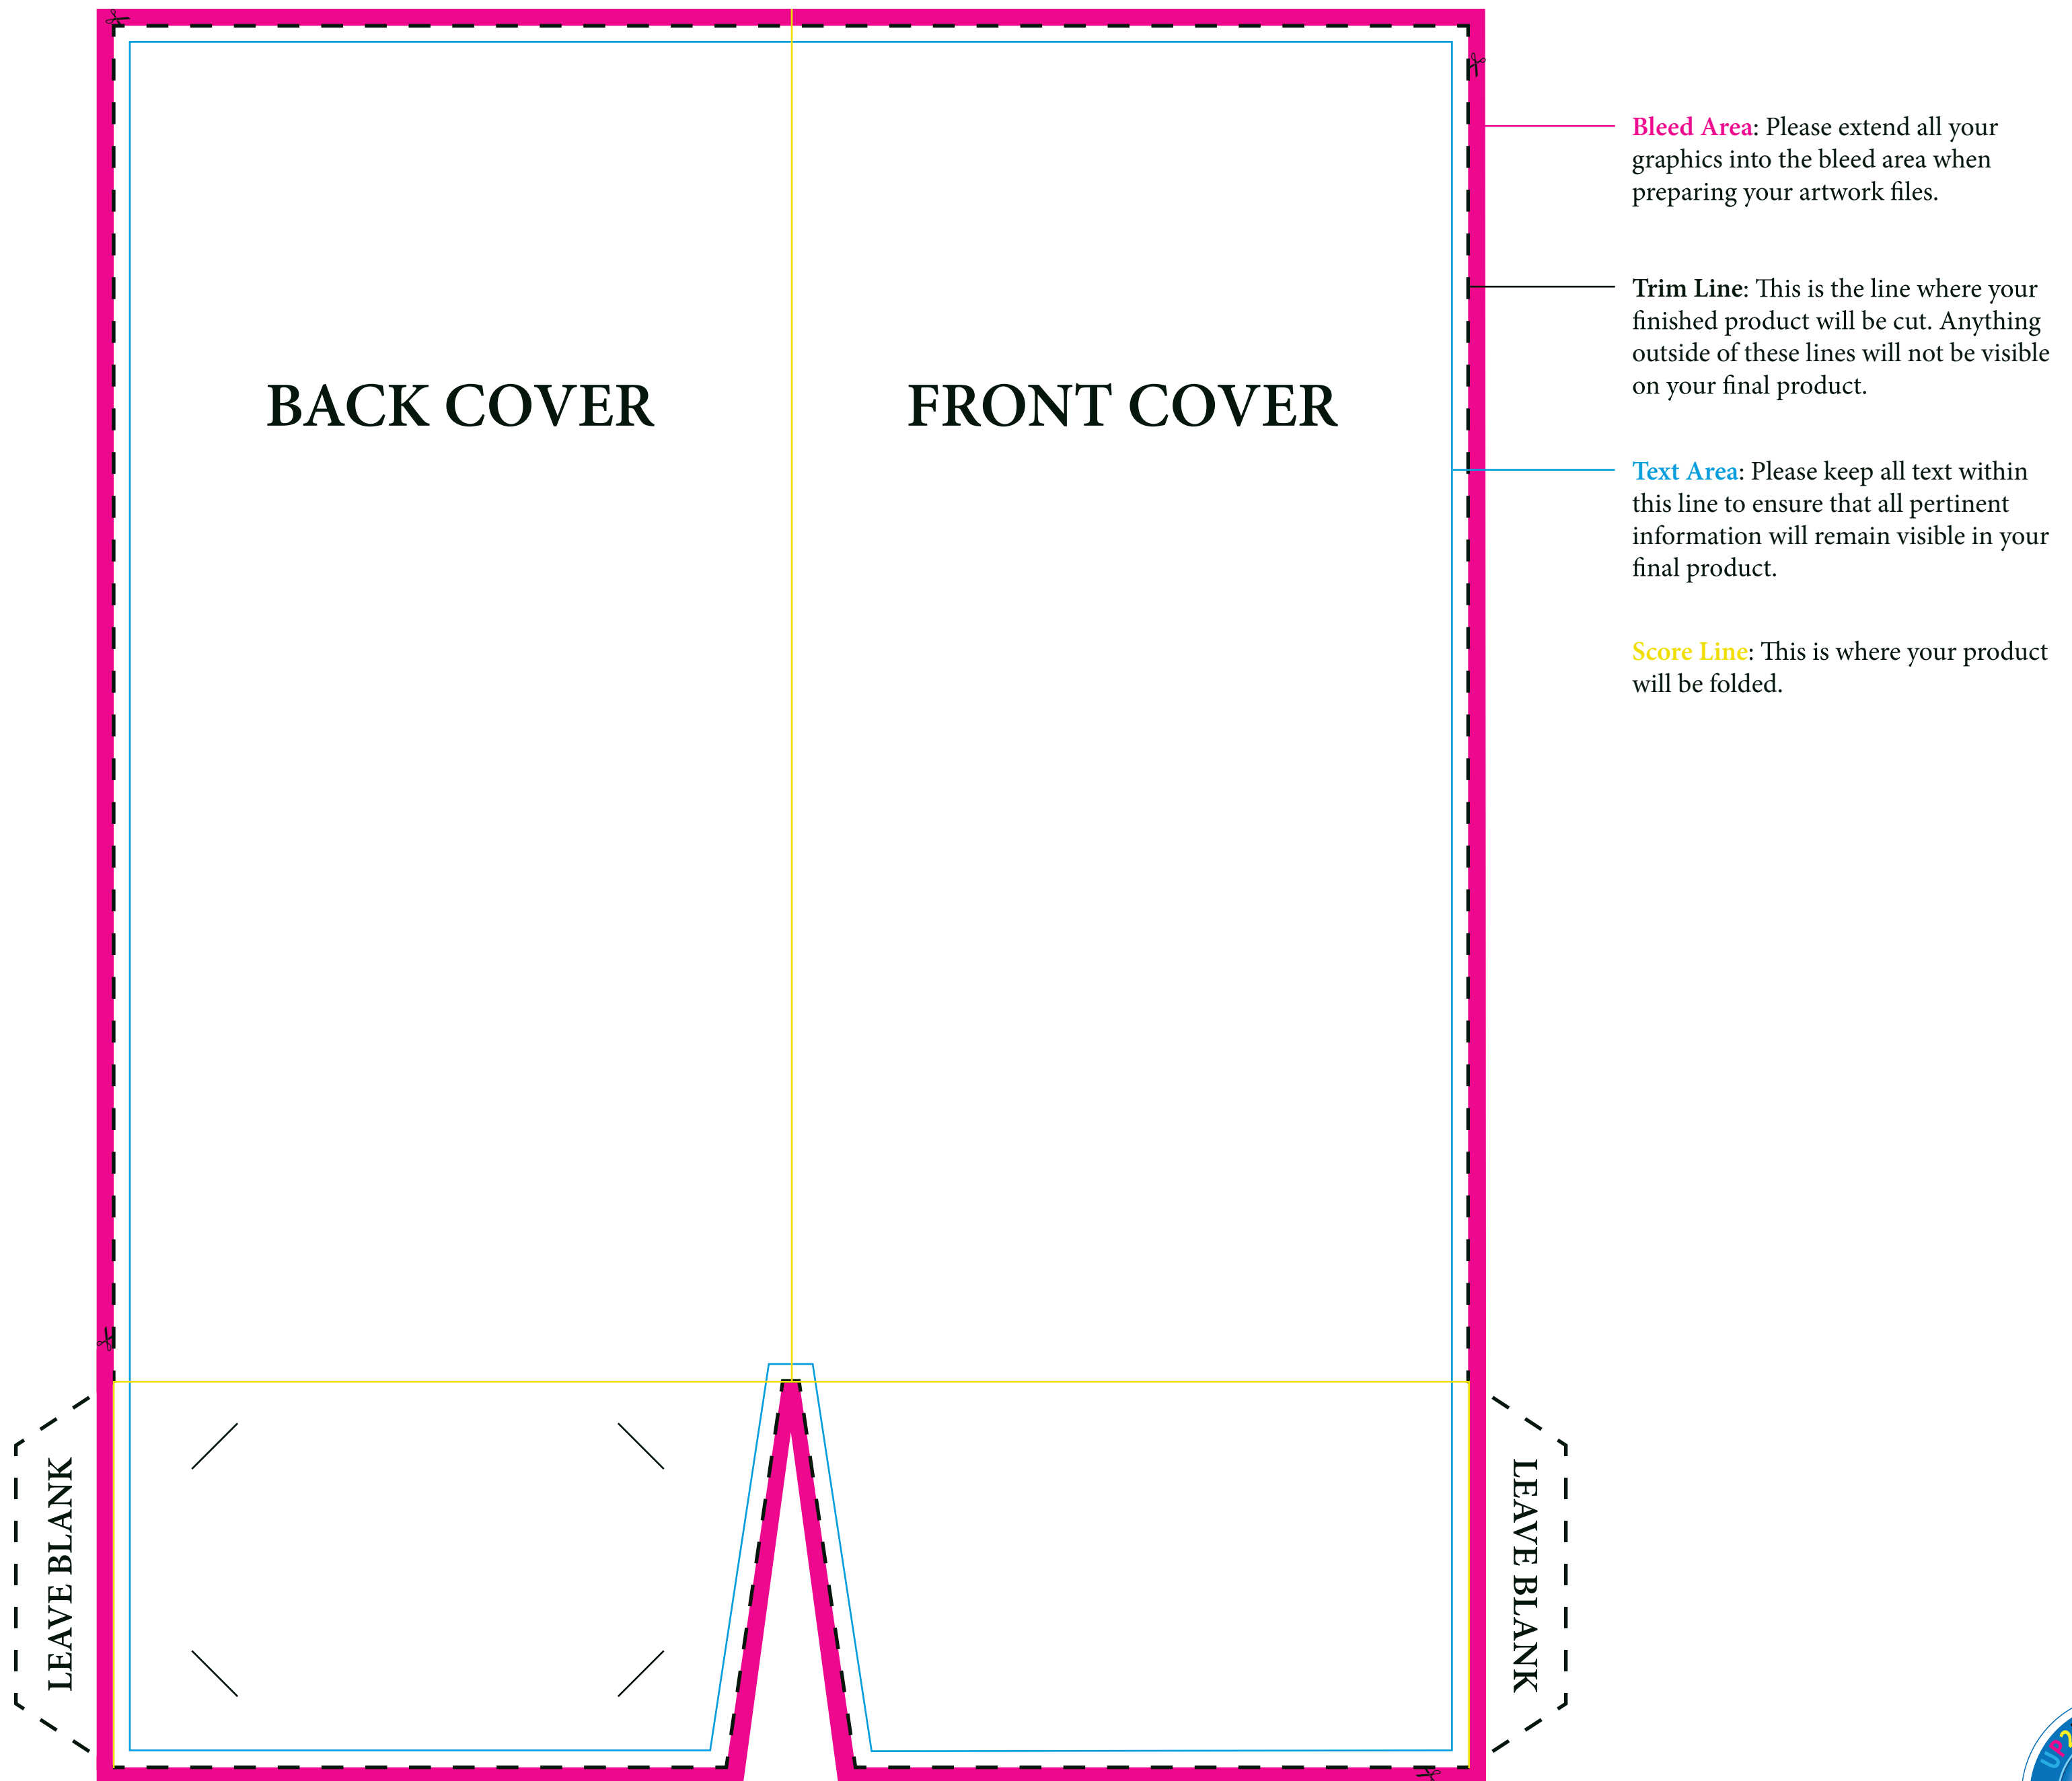 BACK COVER
FRONT COVER
Bleed Area: Please extend all your
graphics into the bleed area when
preparing your artwork files.
Trim Line: This is the line where your
finished product will be cut. Anything
outside of these lines will not be visible
on your final product.
Text Area: Please keep all text within
this line to ensure that all pertinent
information will remain visible in your
final product.
Score Line: This is where your product
will be folded.
LEAVE BLANK
LEAVE BLANK
UP2